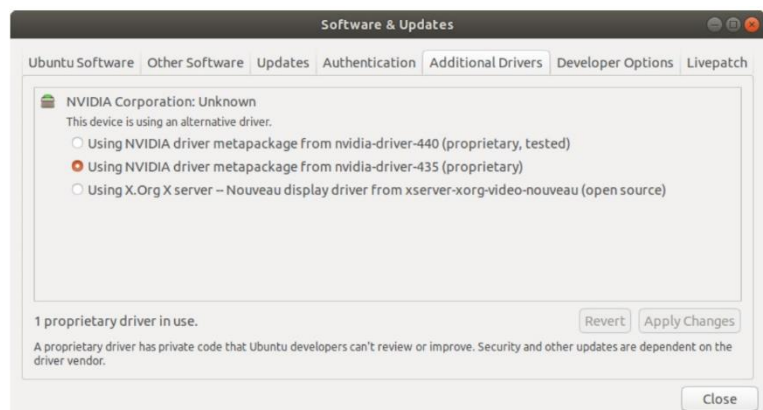 Software & Updates
Ubuntu Software Other Software Updates Authentication Additional Drivers Developer Options Livepatch
NVIDIA Corporation: Unknown
This device is using an alternative driver.
Using NVIDIA driver metapackage from nvidia-driver-440 (proprietary, tested)
Using NVIDIA driver metapackage from nvidia-driver-435 (proprietary)
Using X.Org X server -- Nouveau display driver from xserver-xorg-video-nouveau (open source)
1 proprietary driver in use.
Revert Apply Changes
A proprietary driver has private code that Ubuntu developers can't review or improve. Security and other updates are dependent on the
driver vendor.
Close